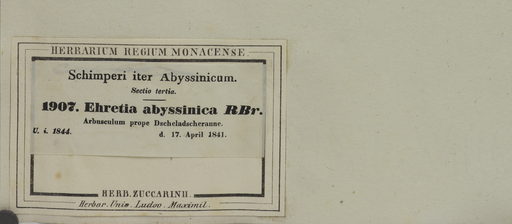 HERBARIUM REGIUM MONACENSE.
Schimperi iter Abyssinicum.
Sectio tertia.
1907. Ehretia abyssinica RBr.
Arbusculum prope Dscheladscheranne.
U. i. 1844. d. 17. April 1841.
HERB. ZUCCARINII.
Herbar. Univ. Ludov. Maximil.